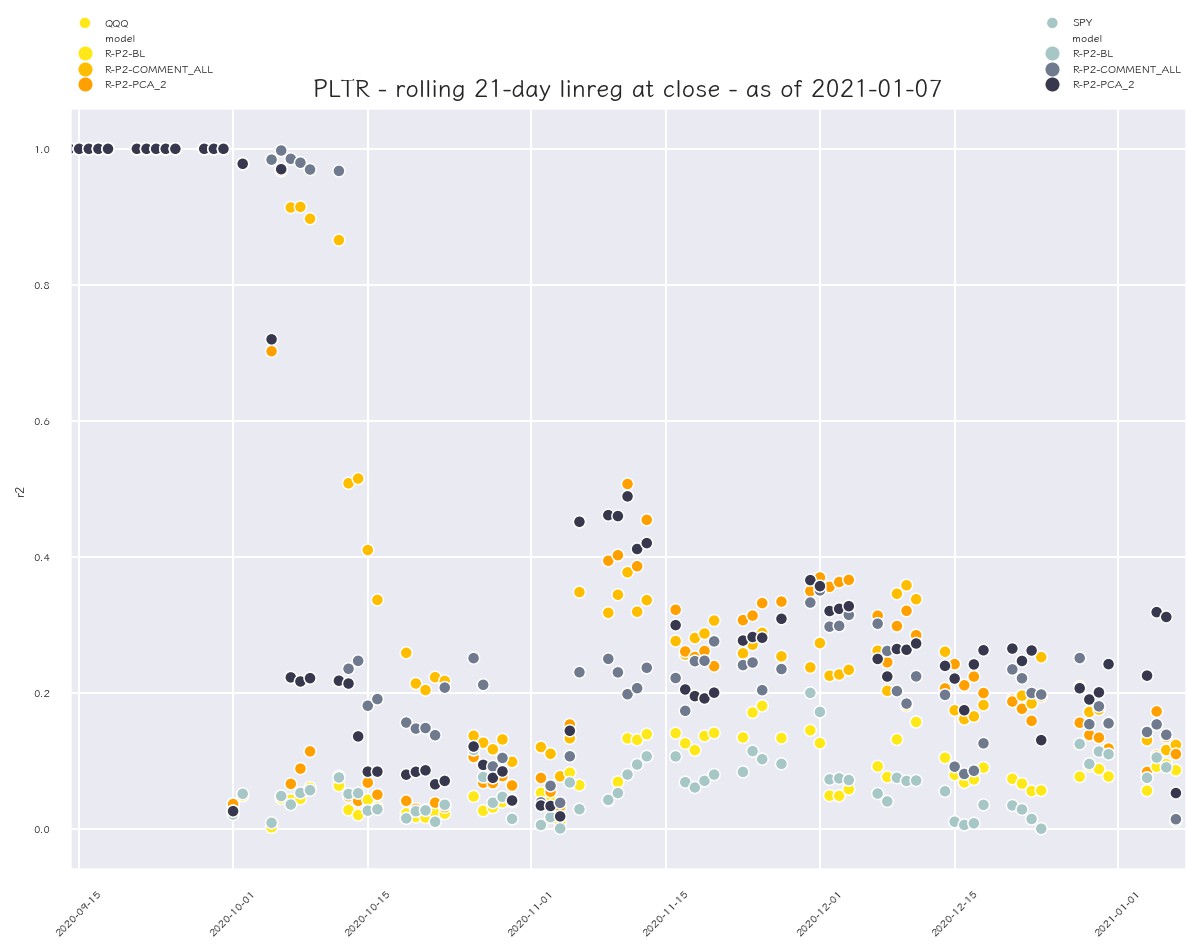 QQQ
model
R-P2-BL
R-P2-COMMENT_ALL
R-P2-PCA_2
SPY
model
R-P2-BL
R-P2-COMMENT_ALL
R-P2-PCA_2
PLTR - rolling 21-day linreg at close - as of 2021-01-07
1.0
0.8
0.6
r2
0.4
0.2
0.0
2020-09-15
2020-10-01
2020-10-15
2020-11-01
2020-11-15
2020-12-01
2020-12-15
2021-01-01